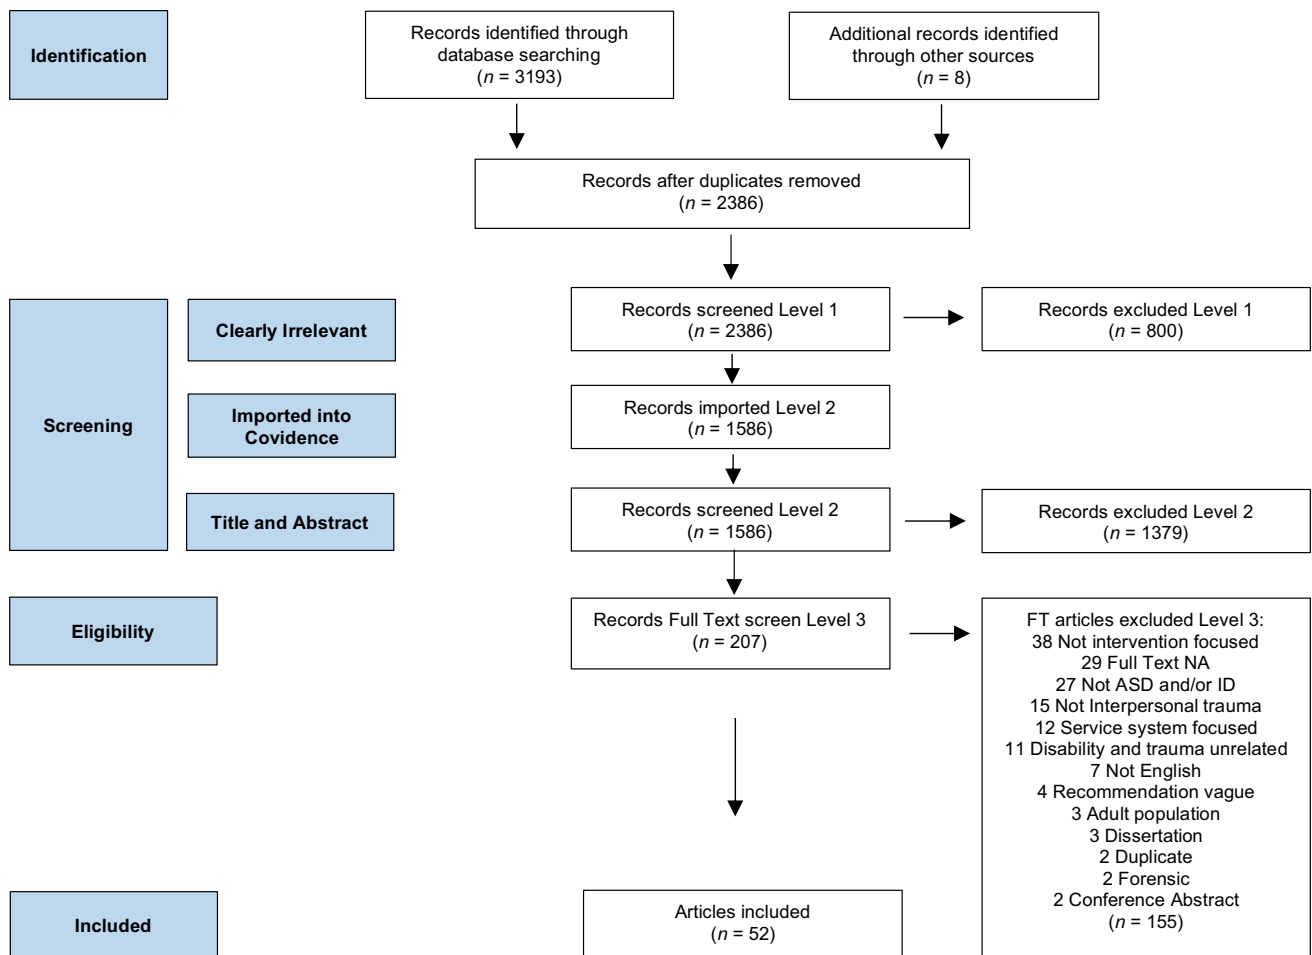 Identification
Records identified through
database searching
(n = 3193)
Additional records identified
through other sources
(n = 8)
Records after duplicates removed
(n = 2386)
Screening
Clearly Irrelevant
Records screened Level 1
(n = 2386)
Records excluded Level 1
(n = 800)
Imported into
Covidence
Records imported Level 2
(n = 1586)
Title and Abstract
Records screened Level 2
(n = 1586)
Records excluded Level 2
(n = 1379)
Eligibility
Records Full Text screen Level 3
(n = 207)
FT articles excluded Level 3:
38 Not intervention focused
29 Full Text NA
27 Not ASD and/or ID
15 Not Interpersonal trauma
12 Service system focused
11 Disability and trauma unrelated
7 Not English
4 Recommendation vague
3 Adult population
3 Dissertation
2 Duplicate
2 Forensic
2 Conference Abstract
(n = 155)
Included
Articles included
(n = 52)